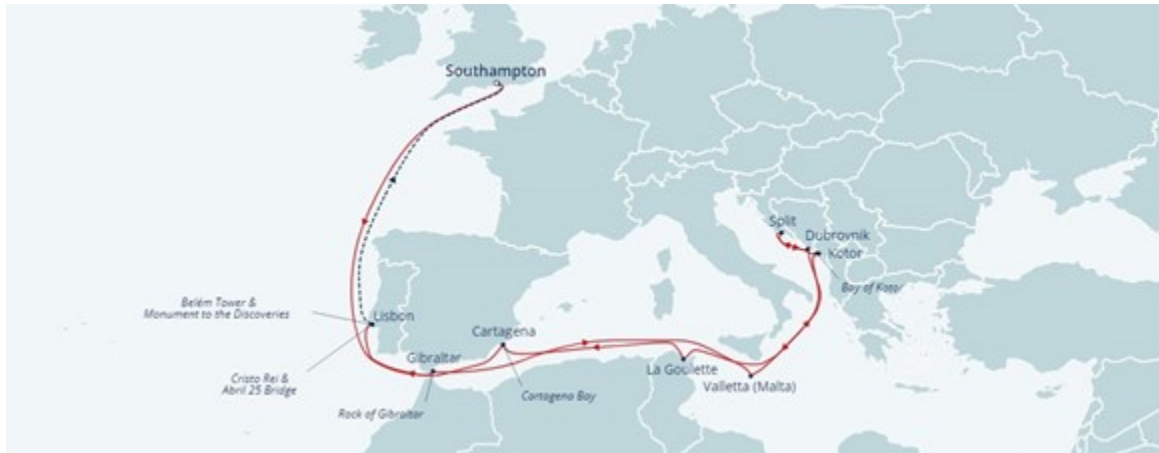 Southampton
Split
Dubrovnik
Kotor
Bay of Kotor
Belém Tower &
Monument to the Discoveries
Lisbon
Cartagena
Gibraltar
La Goulette
Valletta (Malta)
Cristo Rei &
Abril 25 Bridge
Cartagena Bay
Rock of Gibraltar